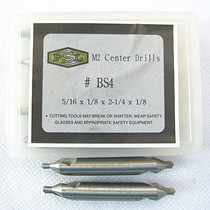 M2 Center Drills
# BS4
5/16 x 1/8 x 2-1/4 x 1/8
• CUTTING TOOLS MAY BREAK OR SHATTER, WEAR SAFETY
GLASSES AND APPROPRIATE SAFETY EQUIPMENT.